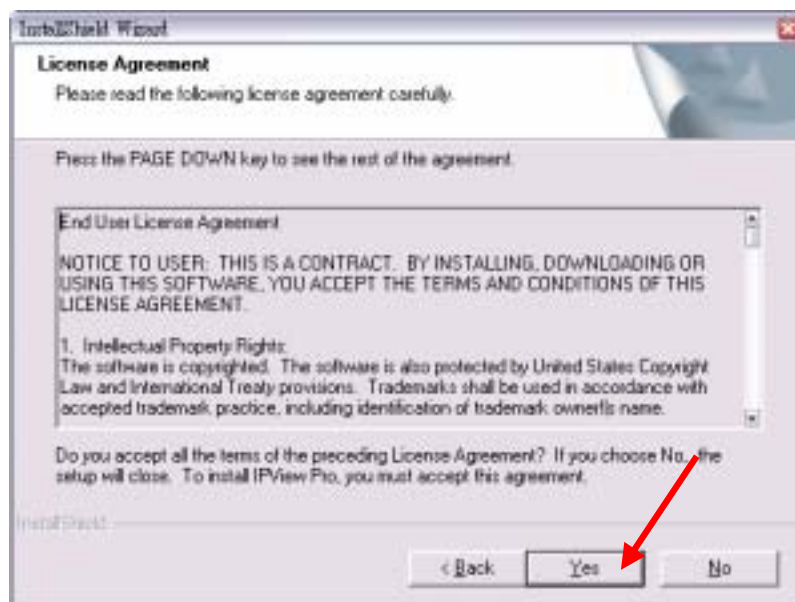 InstallShield Wizard
License Agreement
Please read the following license agreement carefully.
Press the PAGE DOWN key to see the rest of the agreement.
End User License Agreement
NOTICE TO USER: THIS IS A CONTRACT. BY INSTALLING, DOWNLOADING OR
USING THIS SOFTWARE, YOU ACCEPT THE TERMS AND CONDITIONS OF THIS
LICENSE AGREEMENT.
1. Intellectual Property Rights:
The software is copyrighted. The software is also protected by United States Copyright
Law and International Treaty provisions. Trademarks shall be used in accordance with
accepted trademark practice, including identification of trademark ownerlls name.
Do you accept all the terms of the preceding License Agreement? If you choose No, the
setup will close. To install IPView Pro, you must accept this agreement.
InstallShield
< Back Yes No